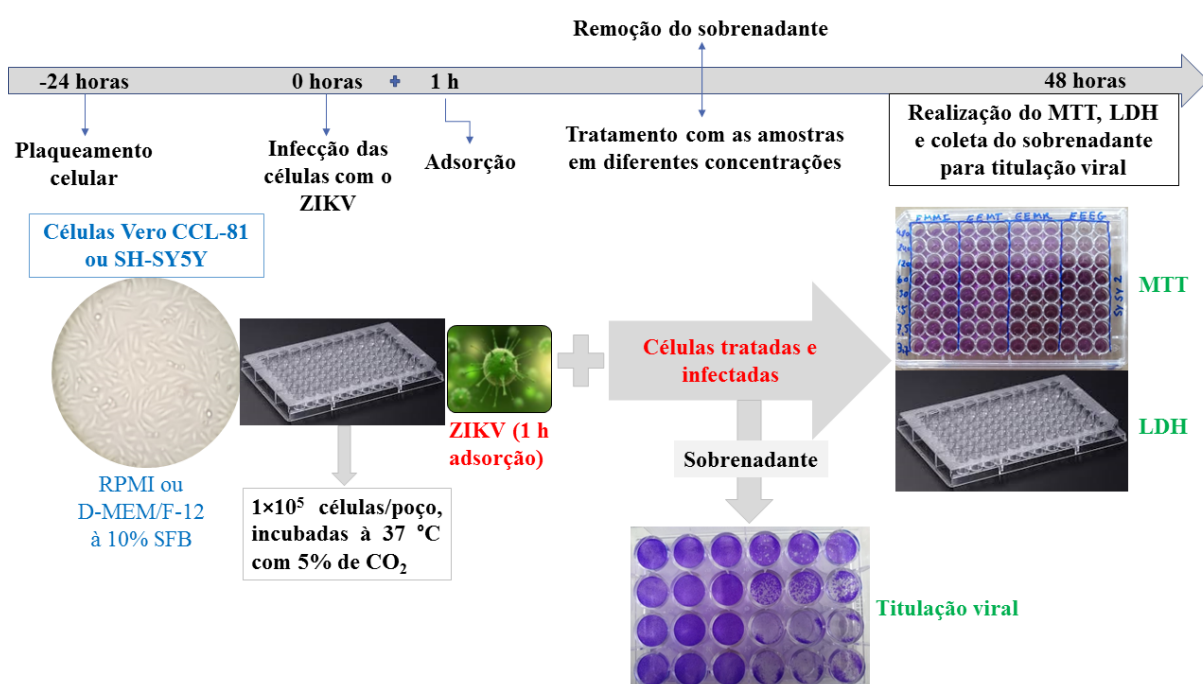 Remoção do sobrenadante
-24 horas
0 horas
+
1 h
48 horas
Plaqueamento
celular
Infecção das
células com o
ZIKV
Adsorção
Tratamento com as amostras
em diferentes concentrações
Realização do MTT, LDH
e coleta do sobrenadante
para titulação viral
Células Vero CCL-81
ou SH-SY5Y
RPMI ou
D-MEM/F-12
à 10% SFB
1×10⁵ células/poço,
incubadas à 37 °C
com 5% de CO₂
ZIKV (1 h
adsorção)
Células tratadas e
infectadas
Sobrenadante
MTT
LDH
Titulação viral